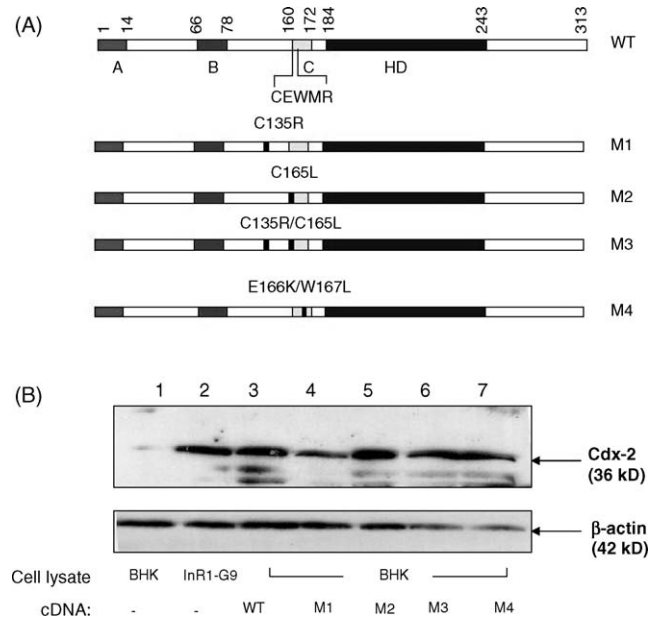 (A)
1 14 66 78 160 172 184 243 313
WT
A B C HD
CEWMR
C135R
M1
C165L
M2
C135R/C165L
M3
E166K/W167L
M4
(B)
1 2 3 4 5 6 7
Cdx-2
(36 kD)
β-actin
(42 kD)
Cell lysate BHK InR1-G9 BHK
cDNA: - - WT M1 M2 M3 M4